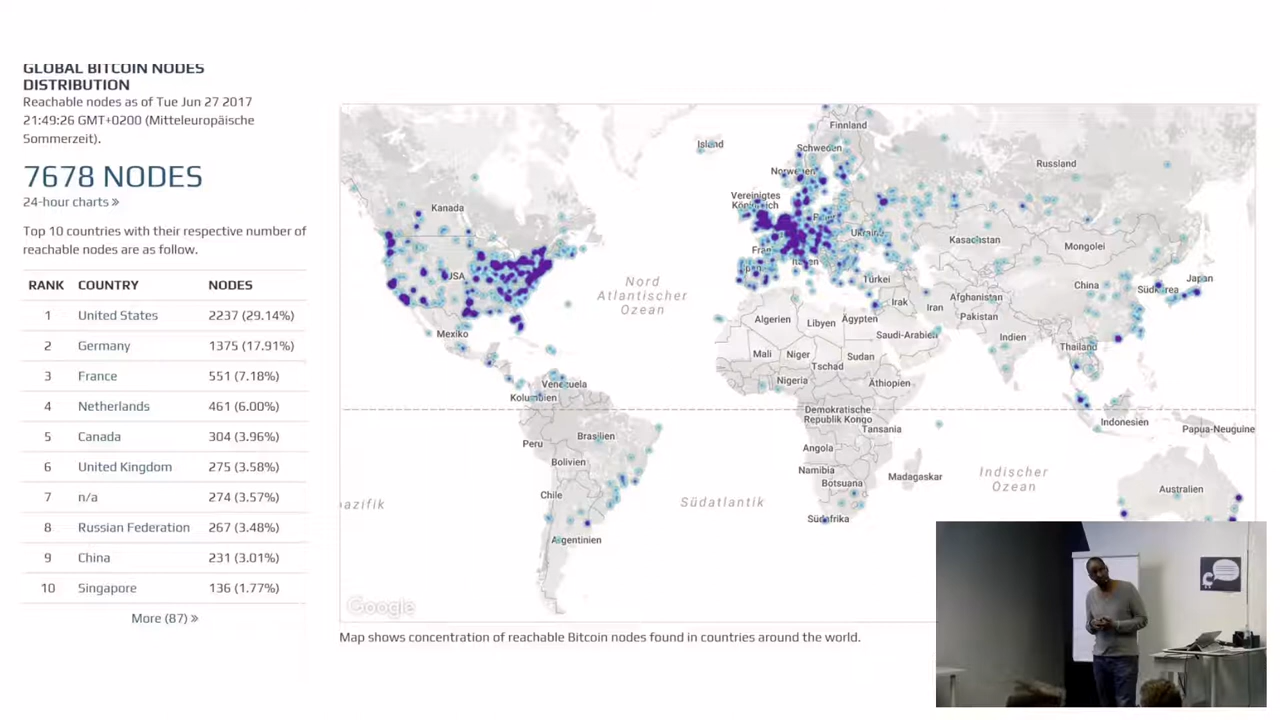 GLOBAL BITCOIN NODES
DISTRIBUTION
Reachable nodes as of Tue Jun 27 2017
21:49:26 GMT+0200 (Mitteleuropäische
Sommerzeit).
7678 NODES
24-hour charts »
Top 10 countries with their respective number of
reachable nodes are as follow.
RANK COUNTRY NODES
1 United States 2237 (29.14%)
2 Germany 1375 (17.91%)
3 France 551 (7.18%)
4 Netherlands 461 (6.00%)
5 Canada 304 (3.96%)
6 United Kingdom 275 (3.58%)
7 n/a 274 (3.57%)
8 Russian Federation 267 (3.48%)
9 China 231 (3.01%)
10 Singapore 136 (1.77%)
More (87) »
Finnland
Island
Schweden
Norwegen
Russland
Vereinigtes
Königreich
Kanada
Ukraine
Kasachstan
Mongolei
USA
Italien
Türkei
Japan
China
Südkorea
Nord
Atlantischer
Ozean
Afghanistan
Irak
Iran
Pakistan
Algerien
Libyen
Ägypten
Saudi-Arabien
Indien
Mexiko
Thailand
Mali
Niger
Sudan
Tschad
Nigeria
Äthiopien
Venezuela
Kolumbien
Demokratische
Republik Kongo
Tansania
Indonesien
Papua-Neuguine
Peru
Brasilien
Angola
Bolivien
Namibia
Botsuana
Madagaskar
Indischer
Ozean
Australien
Chile
Südatlantik
azifik
Südafrika
Argentinien
Google
Map shows concentration of reachable Bitcoin nodes found in countries around the world.